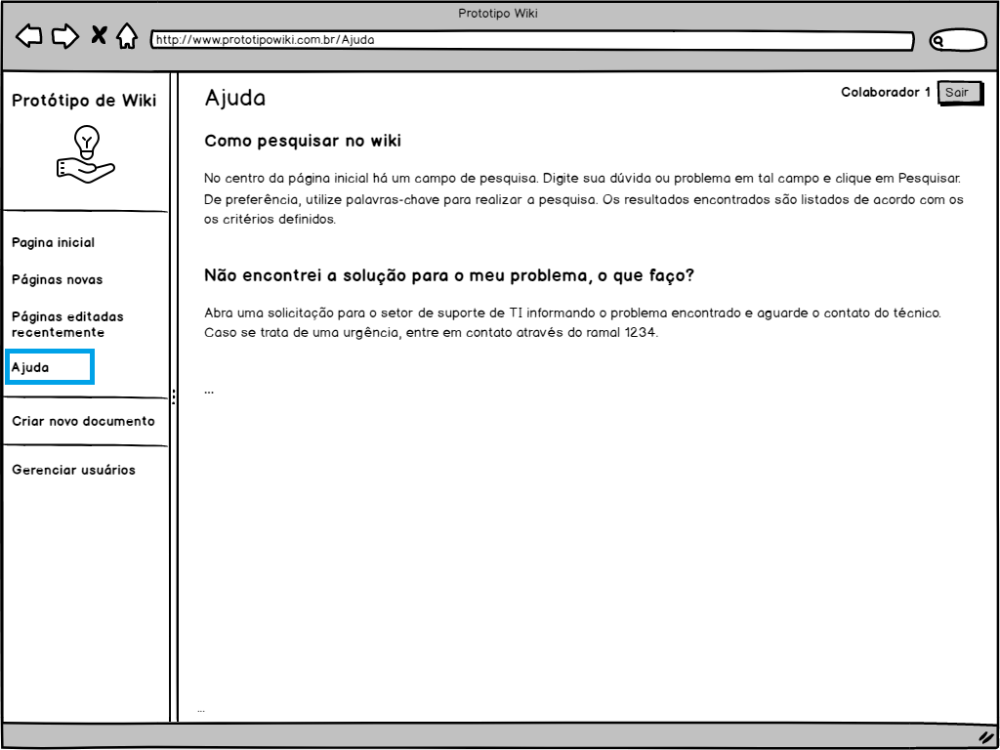 Prototipo Wiki
http://www.prototipowiki.com.br/Ajuda
Protótipo de Wiki
Pagina inicial
Páginas novas
Páginas editadas
recentemente
Ajuda
Criar novo documento
Gerenciar usuários
Ajuda
Colaborador 1
Sair
Como pesquisar no wiki
No centro da página inicial há um campo de pesquisa. Digite sua dúvida ou problema em tal campo e clique em Pesquisar.
De preferência, utilize palavras-chave para realizar a pesquisa. Os resultados encontrados são listados de acordo com os
os critérios definidos.
Não encontrei a solução para o meu problema, o que faço?
Abra uma solicitação para o setor de suporte de TI informando o problema encontrado e aguarde o contato do técnico.
Caso se trata de uma urgência, entre em contato através do ramal 1234.
...
...